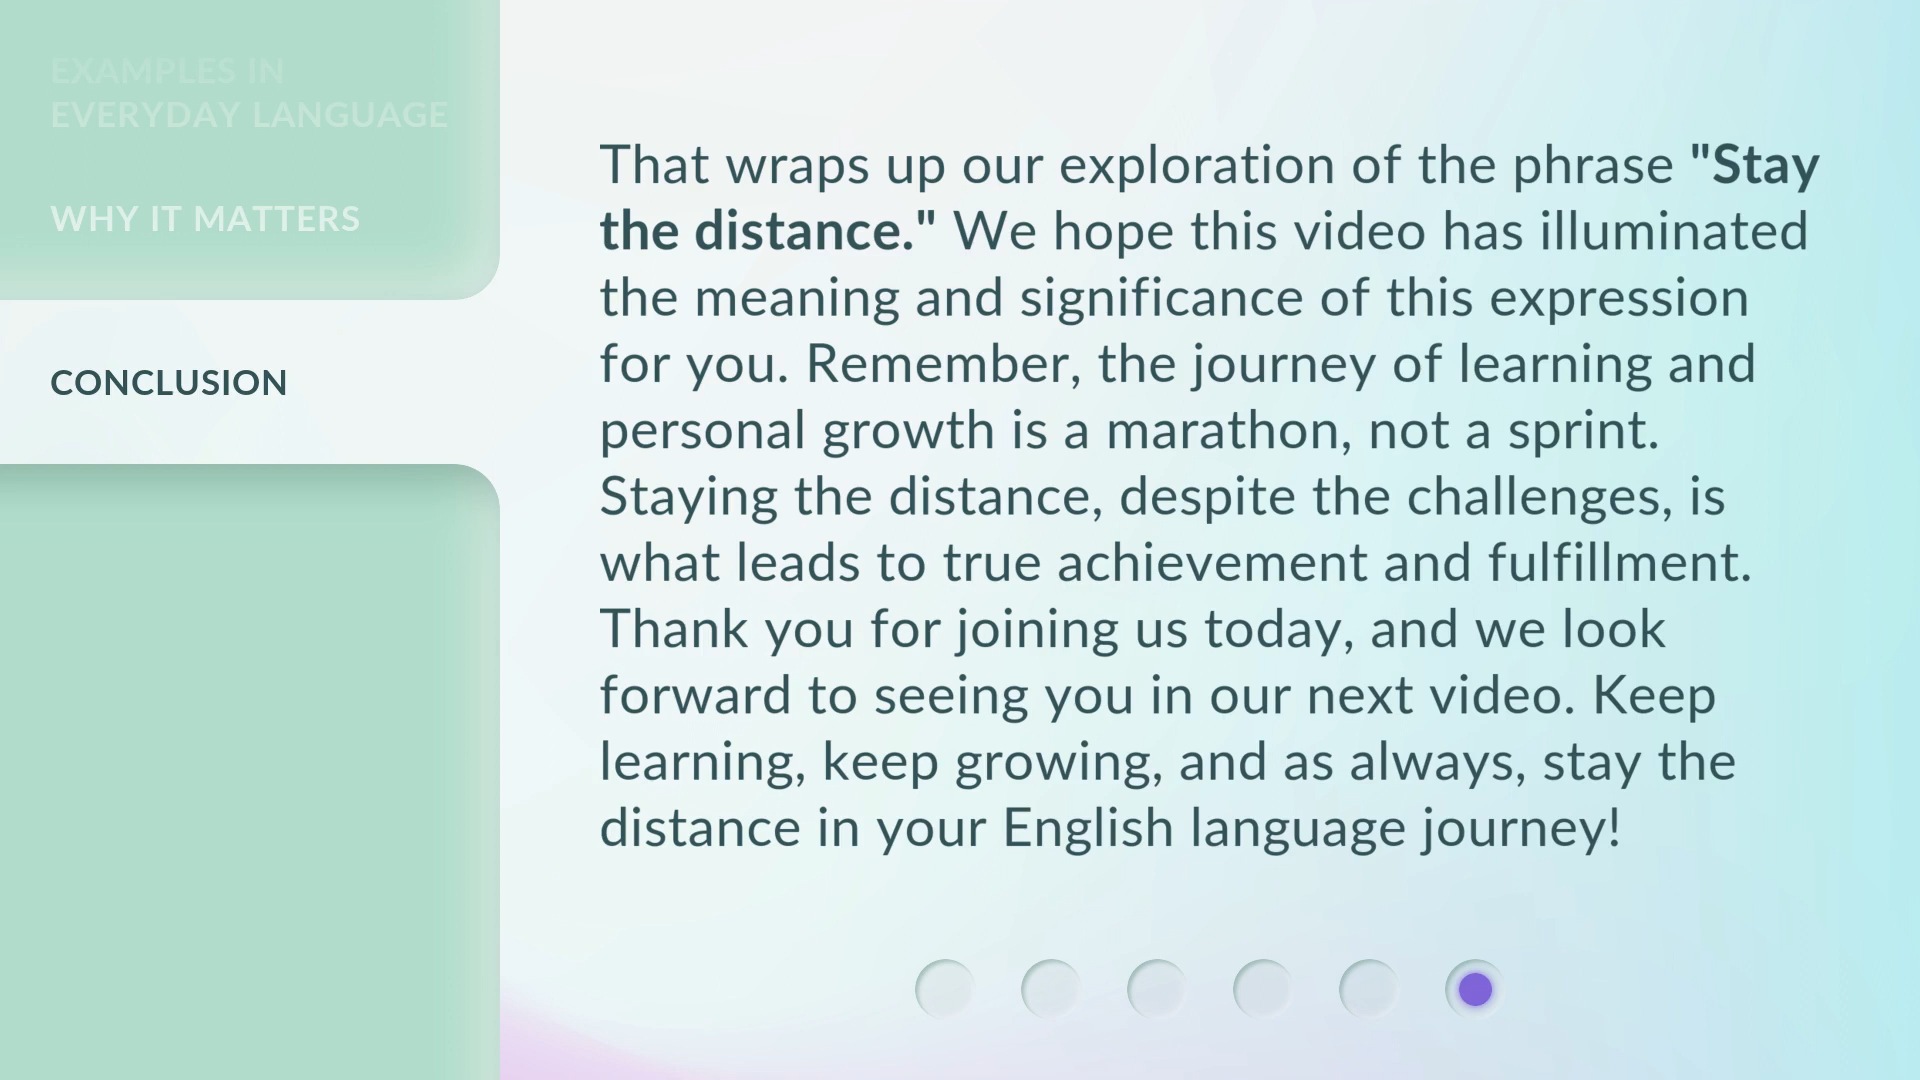 EXAMPLES IN
EVERYDAY LANGUAGE
WHY IT MATTERS
CONCLUSION
That wraps up our exploration of the phrase "Stay
the distance." We hope this video has illuminated
the meaning and significance of this expression
for you. Remember, the journey of learning and
personal growth is a marathon, not a sprint.
Staying the distance, despite the challenges, is
what leads to true achievement and fulfillment.
Thank you for joining us today, and we look
forward to seeing you in our next video. Keep
learning, keep growing, and as always, stay the
distance in your English language journey!